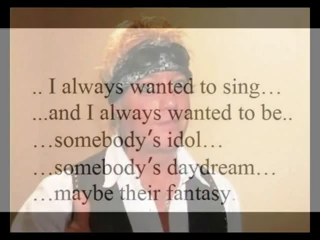 .. I always wanted to sing…
...and I always wanted to be..
…somebody's idol…
…somebody's daydream…
…maybe their fantasy.